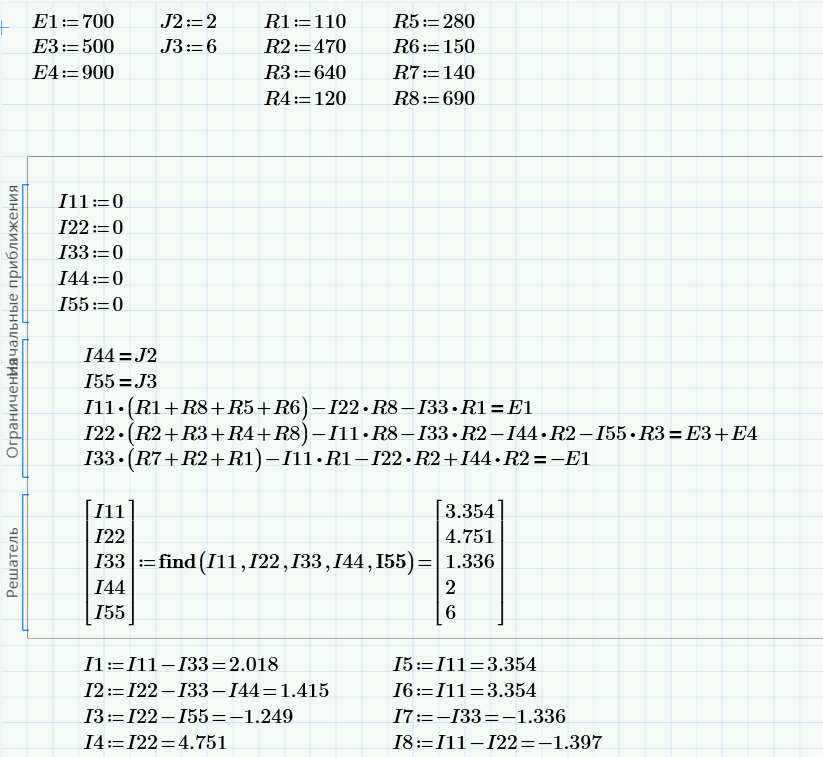 E1:=700 J2:=2 R1:=110 R5:=280
E3:=500 J3:=6 R2:=470 R6:=150
E4:=900 R3:=640 R7:=140
R4:=120 R8:=690
Начальные приближения
I11:=0
I22:=0
I33:=0
I44:=0
I55:=0
Ограничения
I44=J2
I55=J3
I11•(R1+R8+R5+R6)−I22•R8−I33•R1=E1
I22•(R2+R3+R4+R8)−I11•R8−I33•R2−I44•R2−I55•R3=E3+E4
I33•(R7+R2+R1)−I11•R1−I22•R2+I44•R2=−E1
Решатель
[I11 I22 I33 I44 I55]:=find(I11,I22,I33,I44,I55)=[3.354 4.751 1.336 2 6]
I1:=I11−I33=2.018 I5:=I11=3.354
I2:=I22−I33−I44=1.415 I6:=I11=3.354
I3:=I22−I55=−1.249 I7:=−I33=−1.336
I4:=I22=4.751 I8:=I11−I22=−1.397